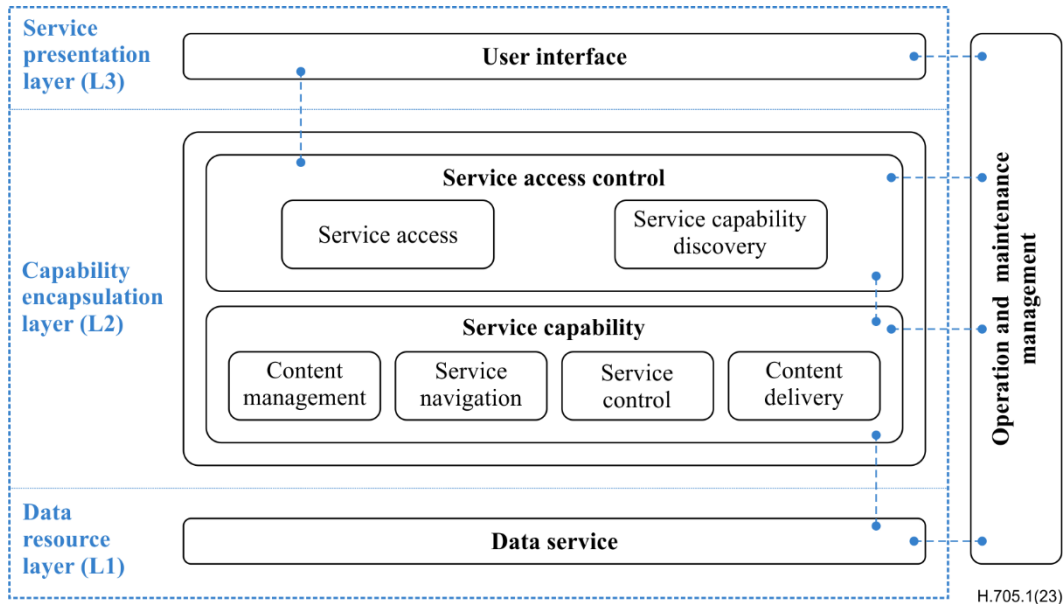 Service
presentation
layer (L3)
User interface
Capability
encapsulation
layer (L2)
Service access control
Service access
Service capability
discovery
Service capability
Content
management
Service
navigation
Service
control
Content
delivery
Data
resource
layer (L1)
Data service
Operation and maintenance
management
H.705.1(23)